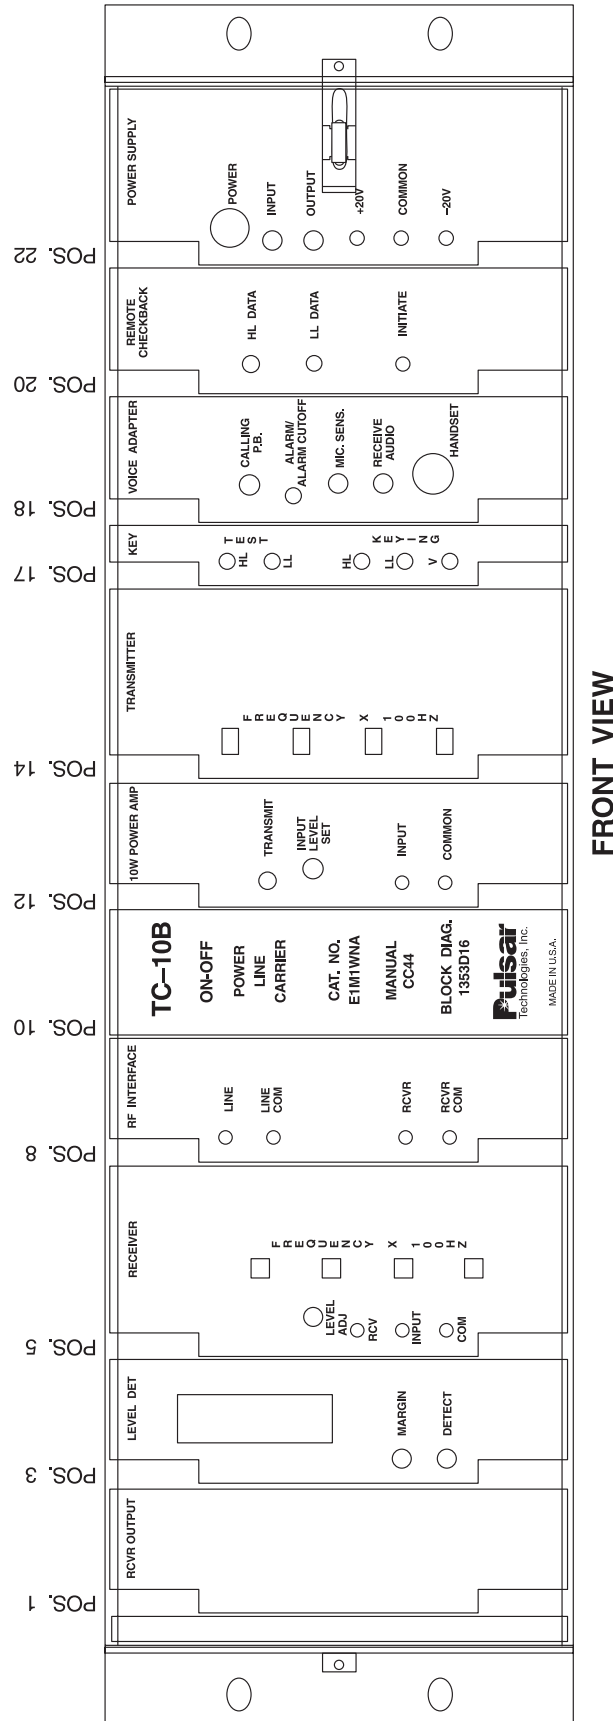 POS. 1
POS. 3
POS. 5
POS. 8
POS. 10
POS. 12
POS. 14
POS. 17
POS. 18
POS. 20
POS. 22
RCVR OUTPUT
LEVEL DET
MARGIN
DETECT
RECEIVER
FREQUENCY X 100HZ
LEVEL
ADJ
RCV
INPUT
COM
RF INTERFACE
LINE
LINE
COM
RCVR
RCVR
COM
TC–10B
ON-OFF
POWER
LINE
CARRIER
CAT. NO.
E1M1WNA
MANUAL
CC44
BLOCK DIAG.
1353D16
Pulsar
Technologies, Inc.
MADE IN U.S.A.
10W POWER AMP
TRANSMIT
INPUT
LEVEL
SET
INPUT
COMMON
TRANSMITTER
FREQUENCY X 100HZ
KEY
TEST
HL
LL
KEYING
HL
LL
V
VOICE ADAPTER
CALLING
P.B.
ALARM/
ALARM CUTOFF
MIC. SENS.
RECEIVE
AUDIO
HANDSET
REMOTE
CHECKBACK
HL DATA
LL DATA
INITIATE
POWER SUPPLY
POWER
INPUT
OUTPUT
+20V
COMMON
–20V
FRONT VIEW